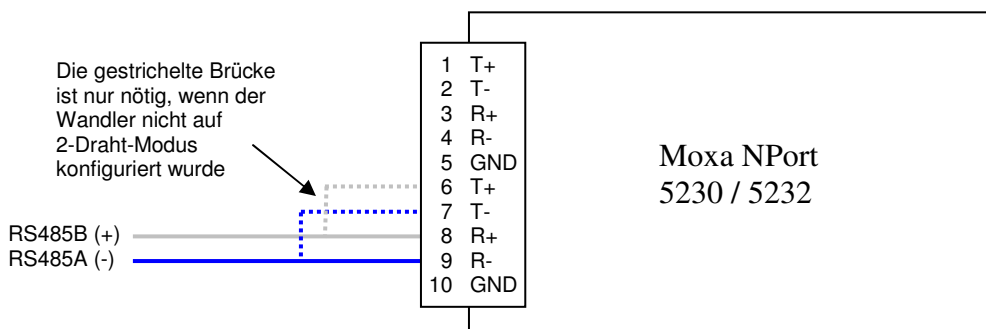 Die gestrichelte Brücke
ist nur nötig, wenn der
Wandler nicht auf
2-Draht-Modus
konfiguriert wurde
RS485B (+)
RS485A (-)
1 T+
2 T-
3 R+
4 R-
5 GND
6 T+
7 T-
8 R+
9 R-
10 GND
Moxa NPort
5230 / 5232